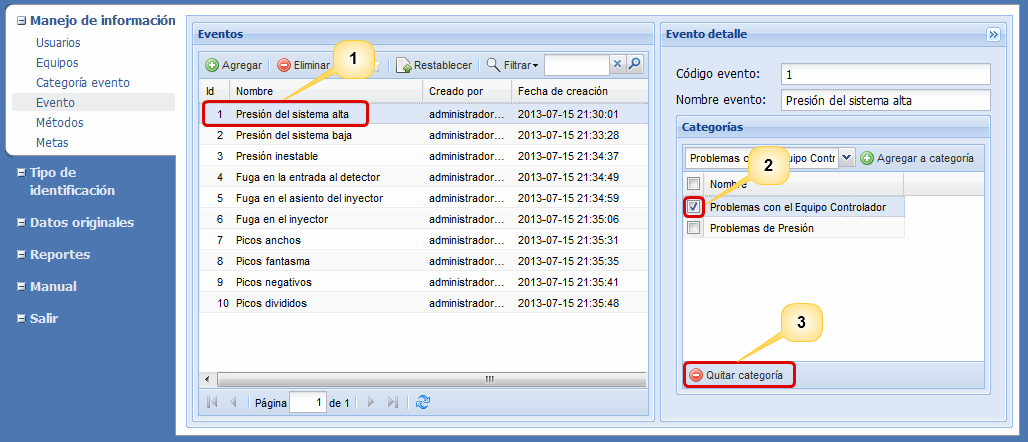 Manejo de información
Usuarios
Equipos
Categoría evento
Evento
Métodos
Metas
Tipo de
identificación
Datos originales
Reportes
Manual
Salir
Eventos
Agregar Eliminar Restablecer Filtrar
1
Id Nombre Creado por Fecha de creación
1 Presión del sistema alta administrador... 2013-07-15 21:30:01
2 Presión del sistema baja administrador... 2013-07-15 21:33:28
3 Presión inestable administrador... 2013-07-15 21:34:37
4 Fuga en la entrada al detector administrador... 2013-07-15 21:34:49
5 Fuga en el asiento del inyector administrador... 2013-07-15 21:34:59
6 Fuga en el inyector administrador... 2013-07-15 21:35:06
7 Picos anchos administrador... 2013-07-15 21:35:31
8 Picos fantasma administrador... 2013-07-15 21:35:35
9 Picos negativos administrador... 2013-07-15 21:35:41
10 Picos divididos administrador... 2013-07-15 21:35:48
Página 1 de 1
Evento detalle
Código evento: 1
Nombre evento: Presión del sistema alta
Categorías
Problemas Contr Agregar a categoría
2
Nombre
Problemas con el Equipo Controlador
Problemas de Presión
3
Quitar categoría